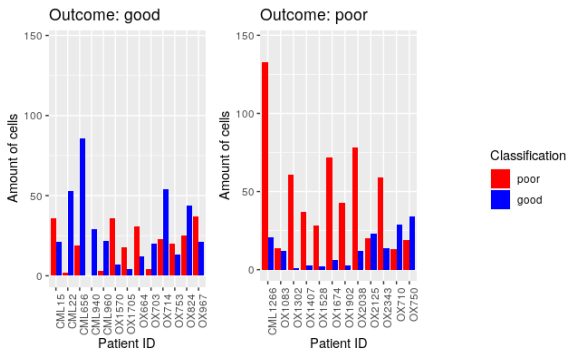 Outcome: good
Outcome: poor
150
100
50
0
Amount of cells
CML15
CML22
CML656
CML940
CML960
OX1570
OX1705
OX664
OX703
OX714
OX753
OX824
OX967
Patient ID
150
100
50
0
Amount of cells
CML1266
OX1083
OX1302
OX1407
OX1528
OX1674
OX1902
OX2038
OX2125
OX2343
OX710
OX750
Patient ID
Classification
poor
good